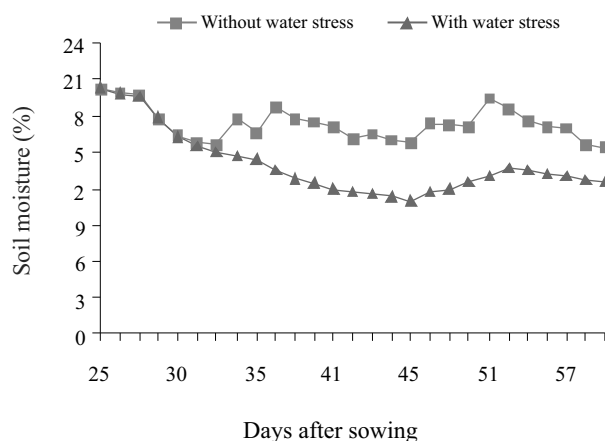 Without water stress With water stress
24
21
8
5
2
9
6
3
0
Soil moisture (%)
25 30 35 41 45 51 57
Days after sowing